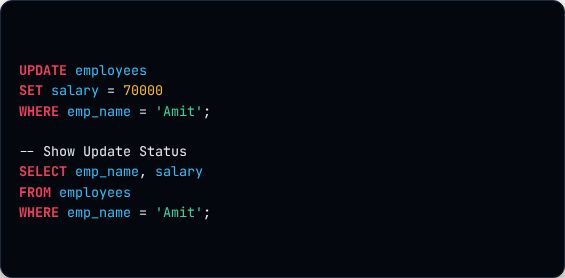 UPDATE employees
SET salary = 70000
WHERE emp_name = 'Amit';
-- Show Update Status
SELECT emp_name, salary
FROM employees
WHERE emp_name = 'Amit';